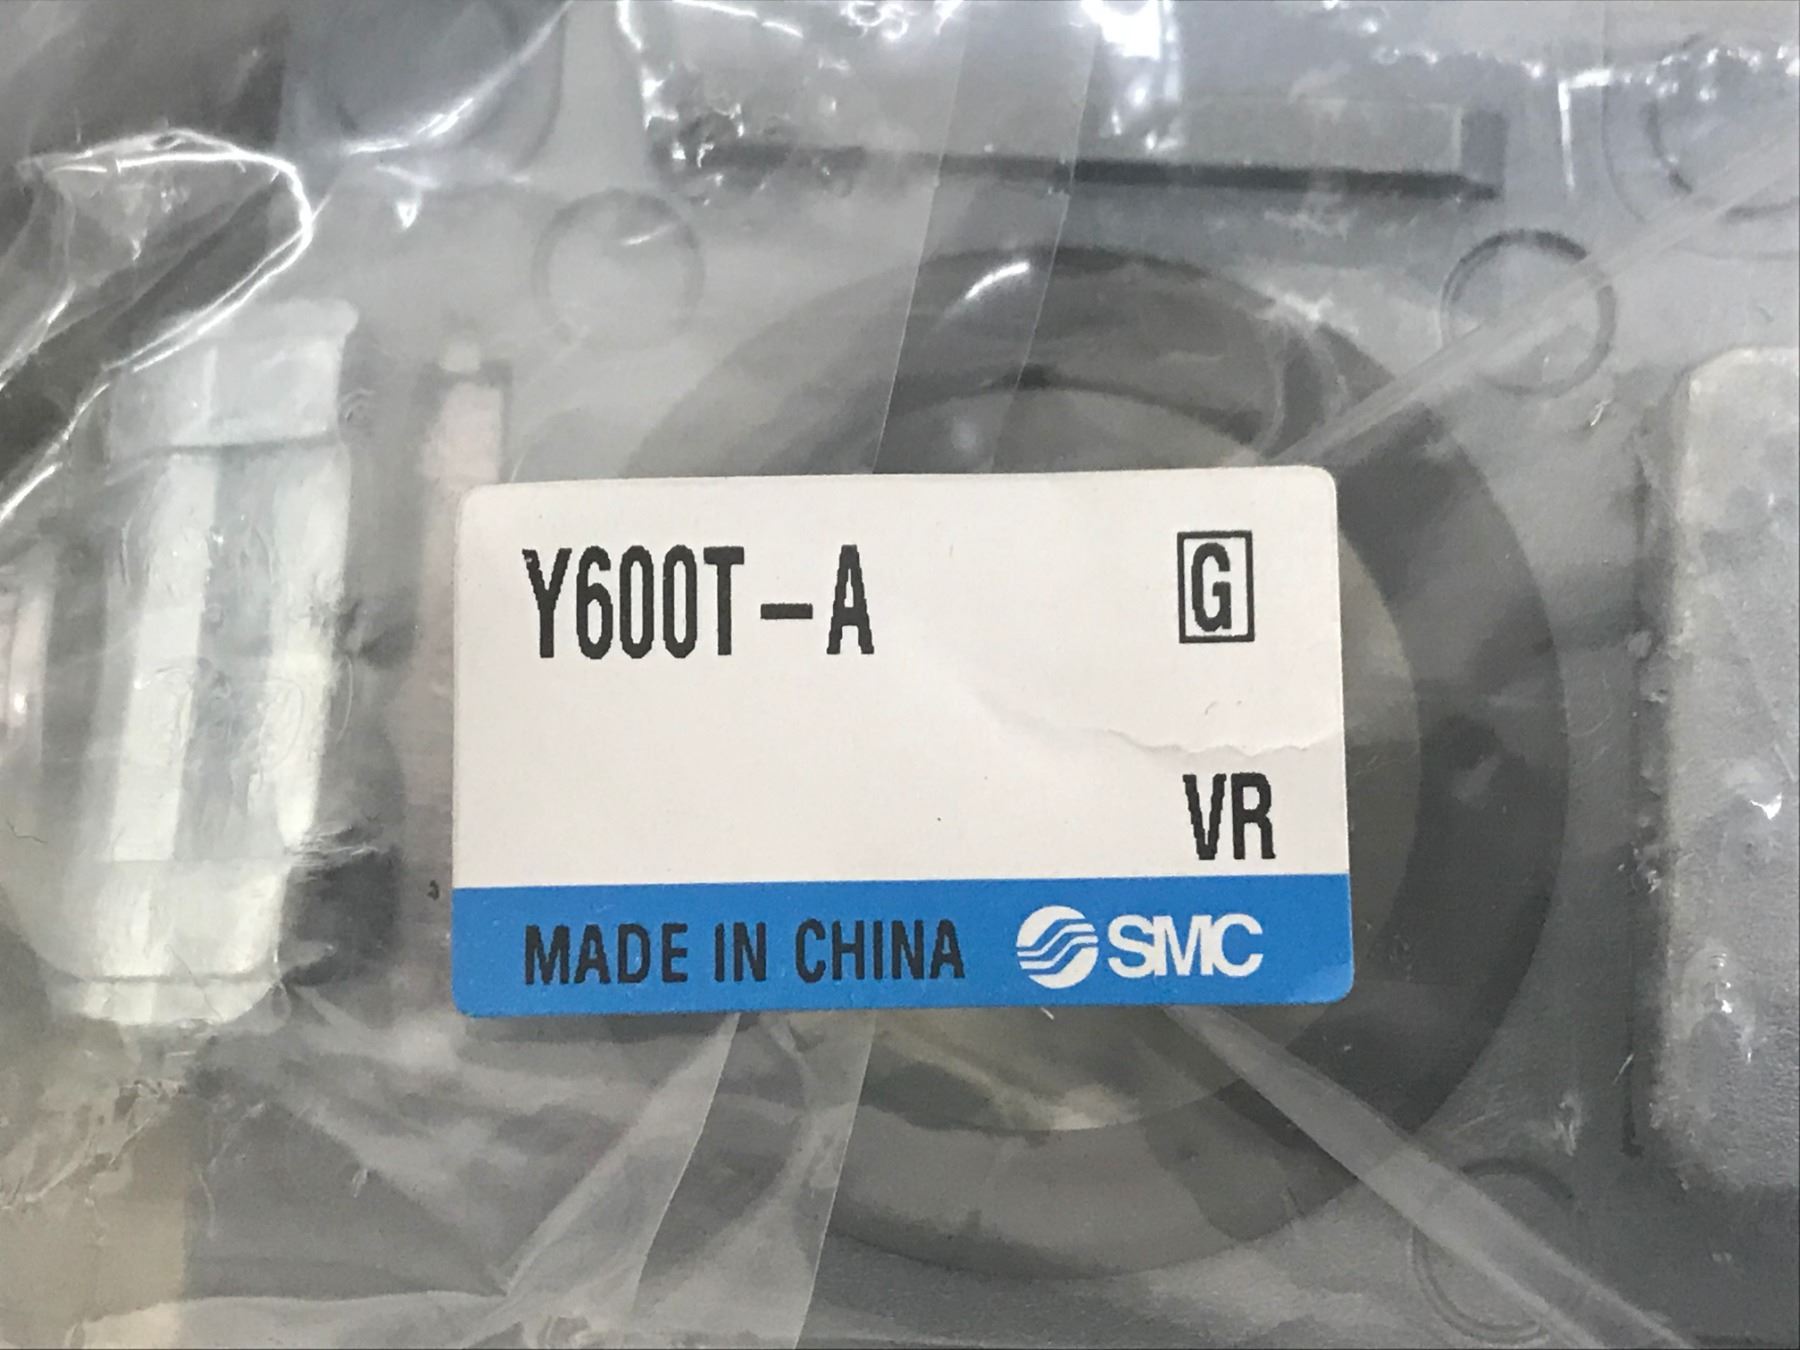 Y600T-A G
VR
MADE IN CHINA SMC